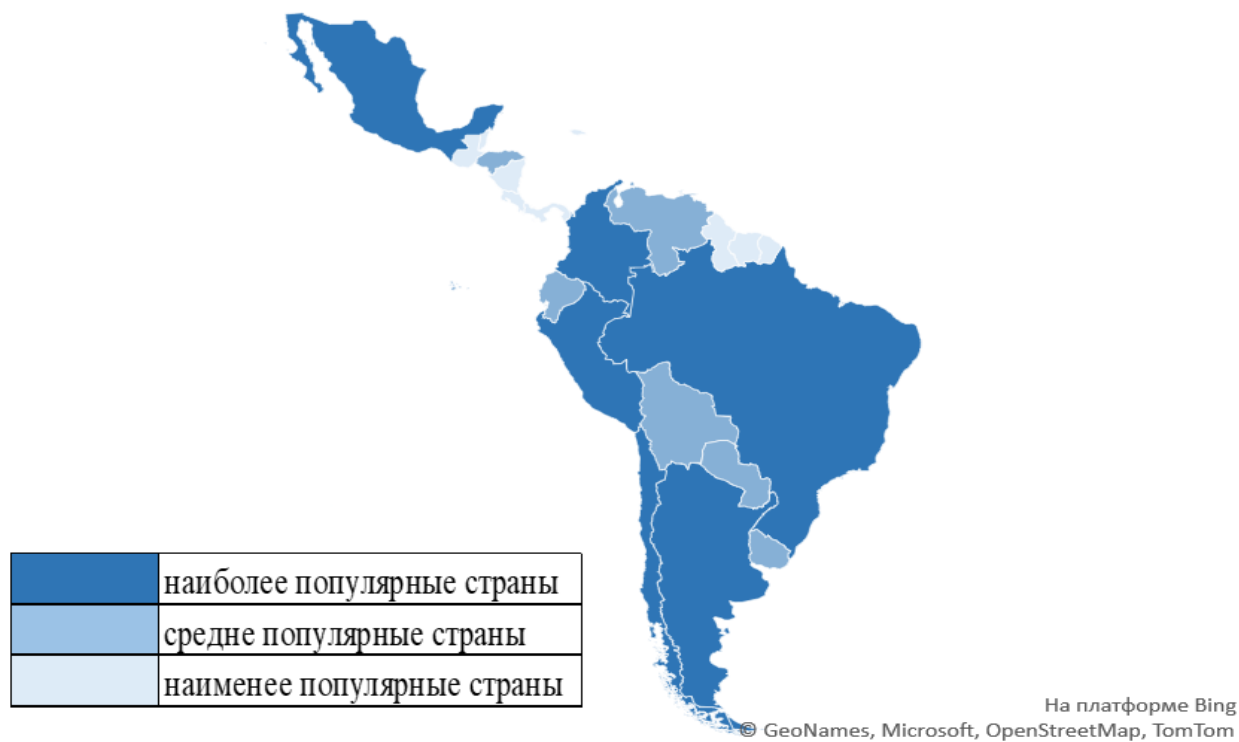 наиболее популярные страны
средне популярные страны
наименее популярные страны
На платформе Bing
© GeoNames, Microsoft, OpenStreetMap, TomTom